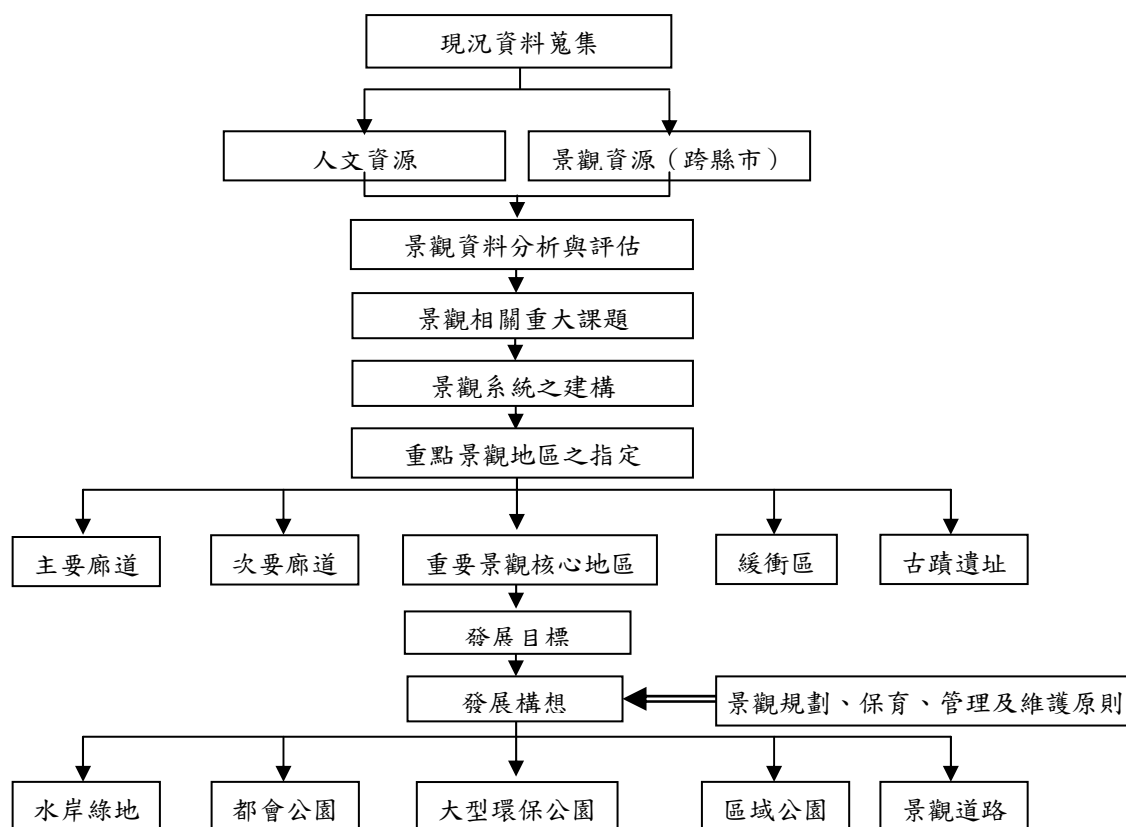 現況資料蒐集
人文資源
景觀資源（跨縣市）
景觀資料分析與評估
景觀相關重大課題
景觀系統之建構
重點景觀地區之指定
主要廊道
次要廊道
重要景觀核心地區
緩衝區
古蹟遺址
發展目標
發展構想
景觀規劃、保育、管理及維護原則
水岸綠地
都會公園
大型環保公園
區域公園
景觀道路